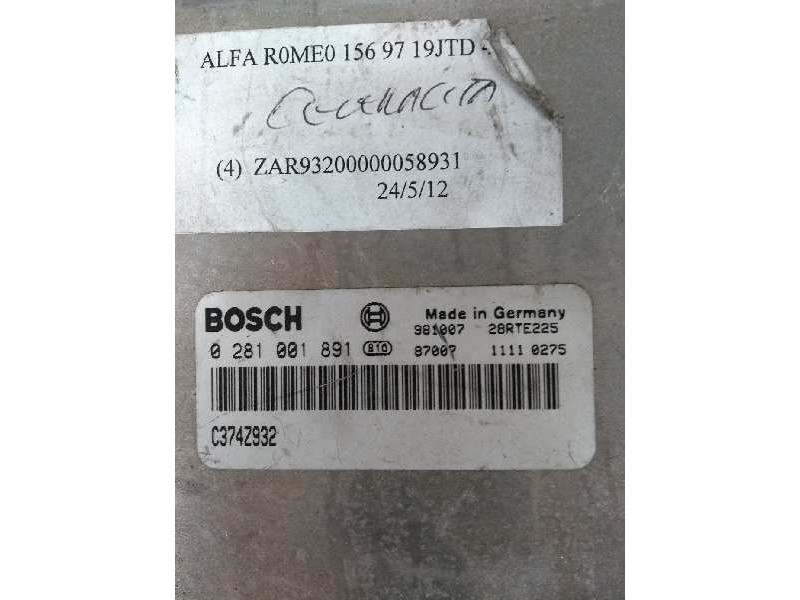 ALFA R0ME0 156 97 19JTD -
(4) ZAR93200000058931
24/5/12
BOSCH Made in Germany
981007 28RTE225
0 281 001 891 810 87007 1111 0275
C374Z932